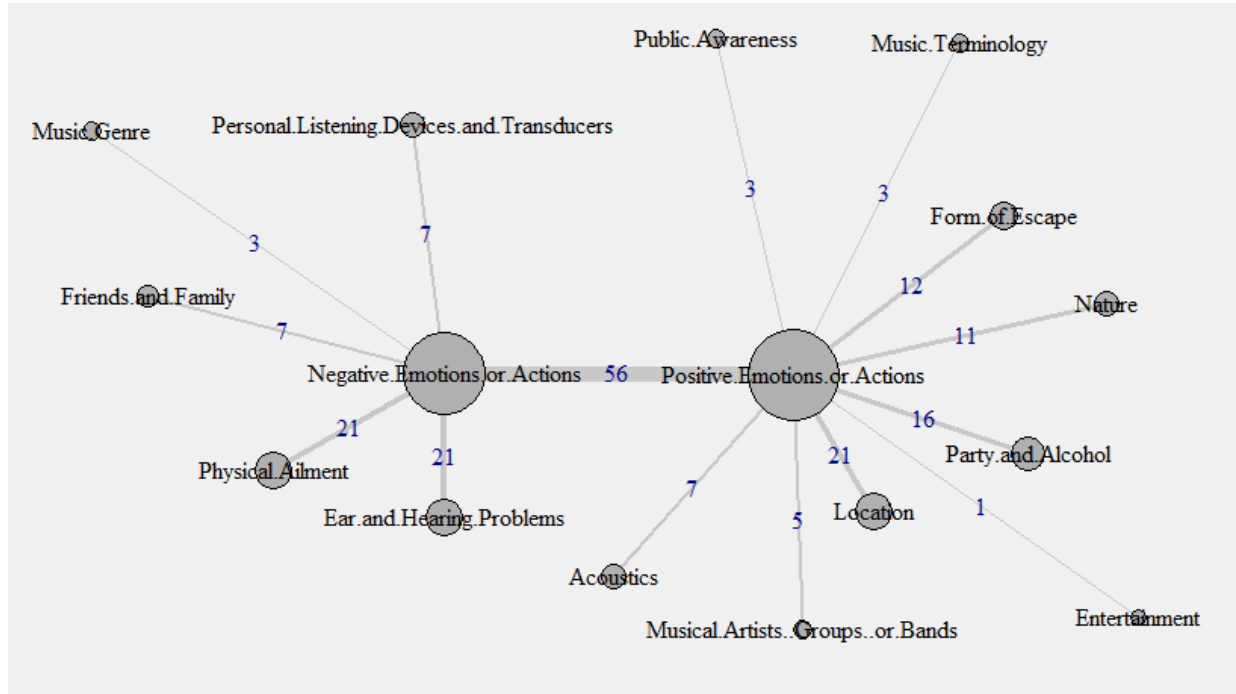 Public.Awareness
Music.Terminology
Music.Genre
Personal.Listening.Devices.and.Transducers
3
3
Form.of.Escape
3
7
12
Friends.and.Family
Nature
7
11
Negative.Emotions.or.Actions
56
Positive.Emotions.or.Actions
21
16
Physical.Ailment
21
21
Party.and.Alcohol
7
Ear.and.Hearing.Problems
Location
5
1
Acoustics
Musical.Artists..Groups..or.Bands
Entertainment